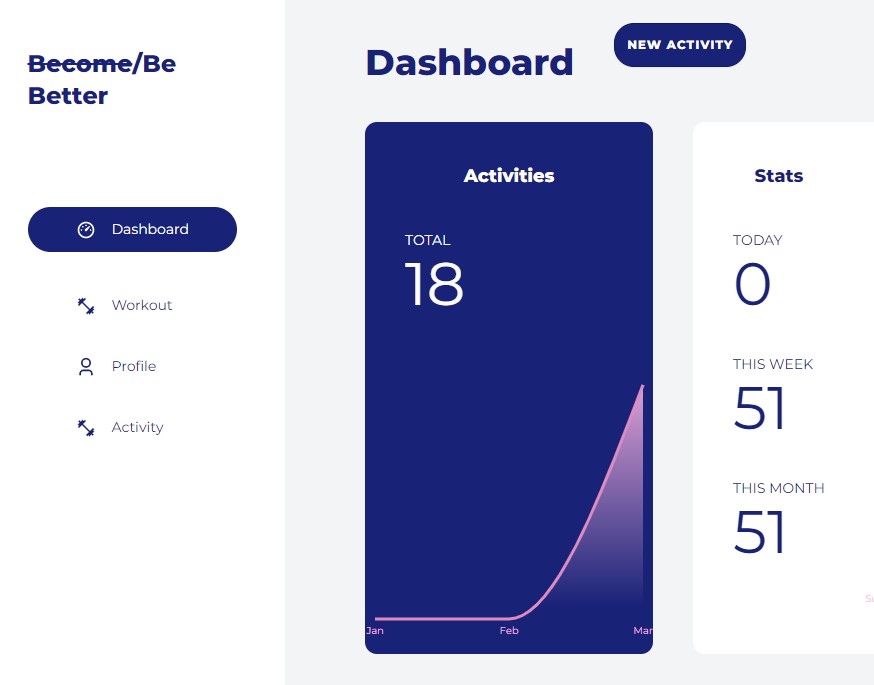 Become/Be
Better
Dashboard
NEW ACTIVITY
Dashboard
Workout
Profile
Activity
Activities
TOTAL
18
Jan Feb Mar
Stats
TODAY
0
THIS WEEK
51
THIS MONTH
51